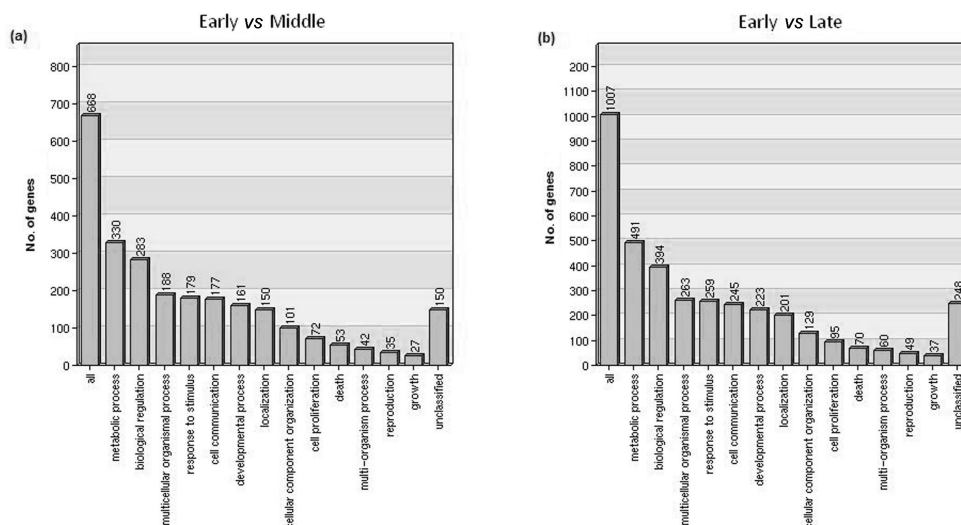 Early vs Middle
(a)
No. of genes
800
700
600
500
400
300
200
100
0
668
330
283
188
179
177
161
150
101
72
53
42
35
27
150
all
metabolic process
biological regulation
multicellular organismal process
response to stimulus
cell communication
developmental process
localization
cellular component organization
cell proliferation
death
multi-organism process
reproduction
growth
unclassified
Early vs Late
(b)
No. of genes
200
1100
1000
900
800
700
600
500
400
300
200
100
0
1007
491
394
263
259
245
223
201
129
95
70
60
49
37
248
all
metabolic process
biological regulation
multicellular organismal process
response to stimulus
cell communication
developmental process
localization
cellular component organization
cell proliferation
death
multi-organism process
reproduction
growth
unclassified